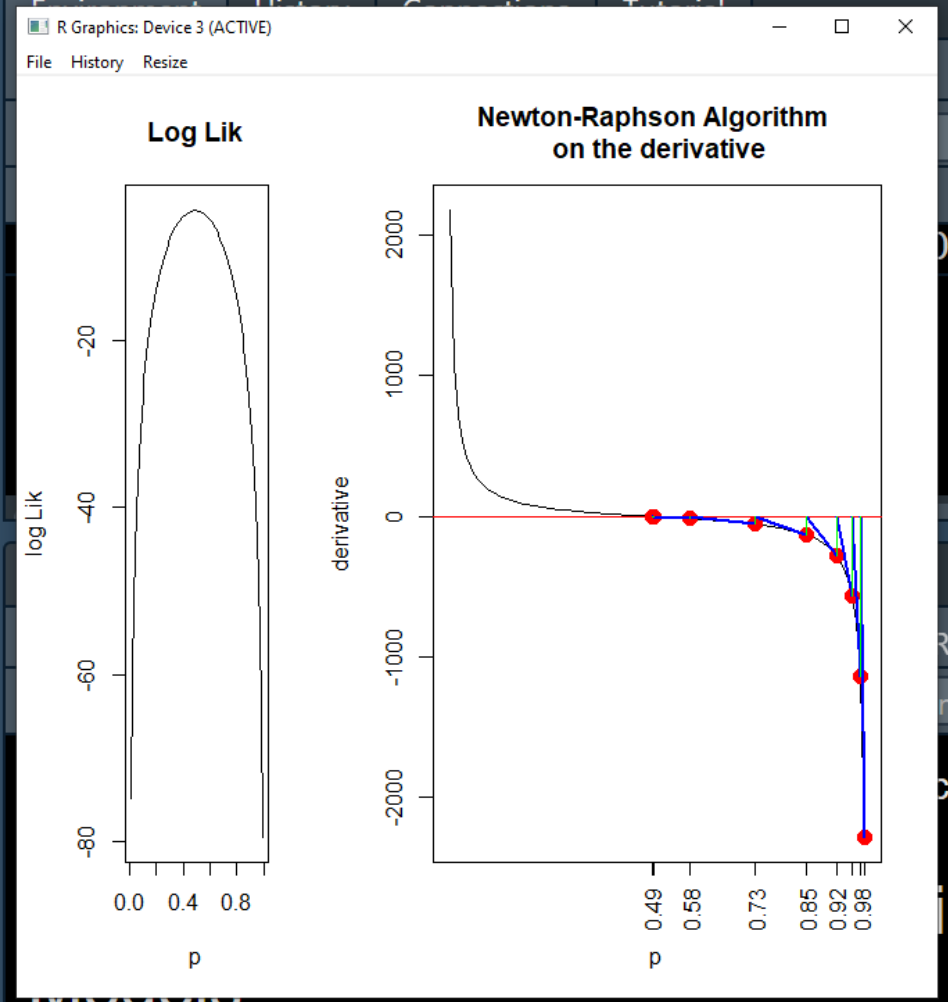 R Graphics: Device 3 (ACTIVE)
File History Resize
Log Lik
Newton-Raphson Algorithm
on the derivative
log Lik
-20
-40
-60
-80
0.0 0.4 0.8
p
derivative
2000
1000
0
-1000
-2000
0.49 0.58 0.73 0.85 0.92 0.98
p